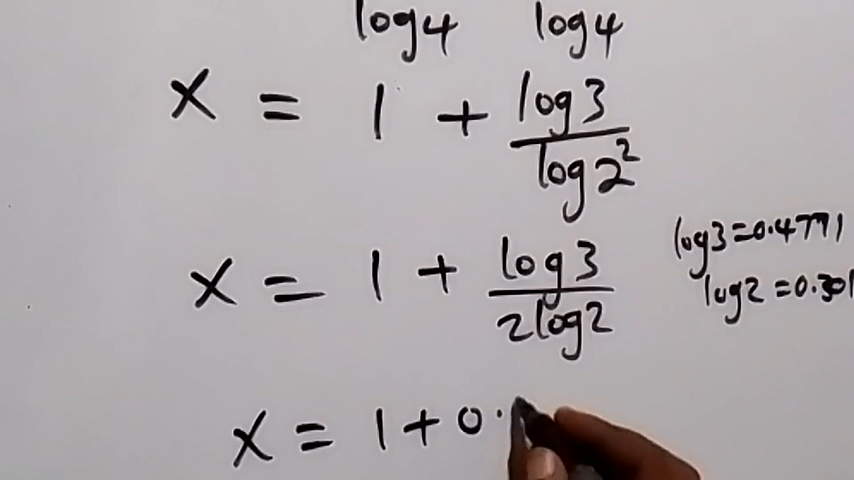 log4 log4
x = 1 + log3
log2²
x = 1 + log3
2log2
log3=0.4771
log2=0.301
x = 1+0.